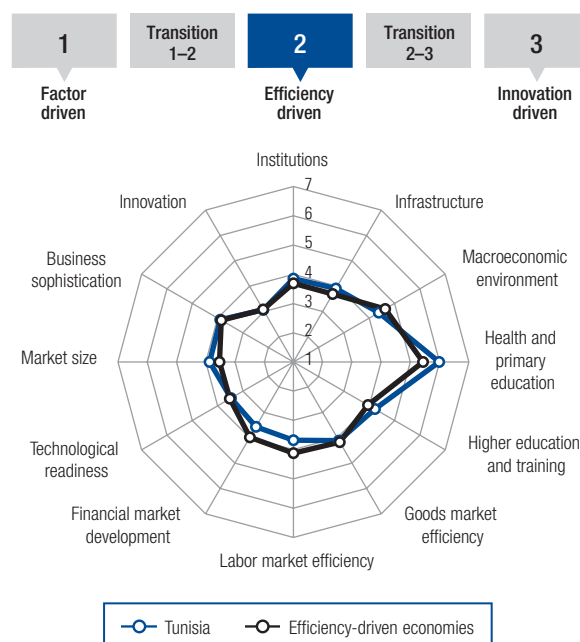 1
Transition
1–2
2
Transition
2–3
3
Factor
driven
Efficiency
driven
Innovation
driven
Institutions
7
6
5
4
3
2
1
Infrastructure
Macroeconomic
environment
Health and
primary
education
Higher education
and training
Goods market
efficiency
Labor market efficiency
Financial market
development
Technological
readiness
Market size
Business
sophistication
Innovation
Tunisia
Efficiency-driven economies